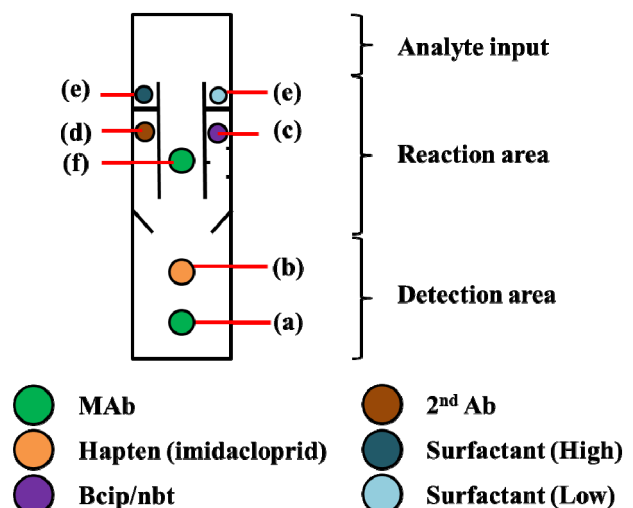 Analyte input
(e)
(e)
(d)
(c)
Reaction area
(f)
(b)
Detection area
(a)
MAb
2nd Ab
Hapten (imidacloprid)
Surfactant (High)
Bcip/nbt
Surfactant (Low)